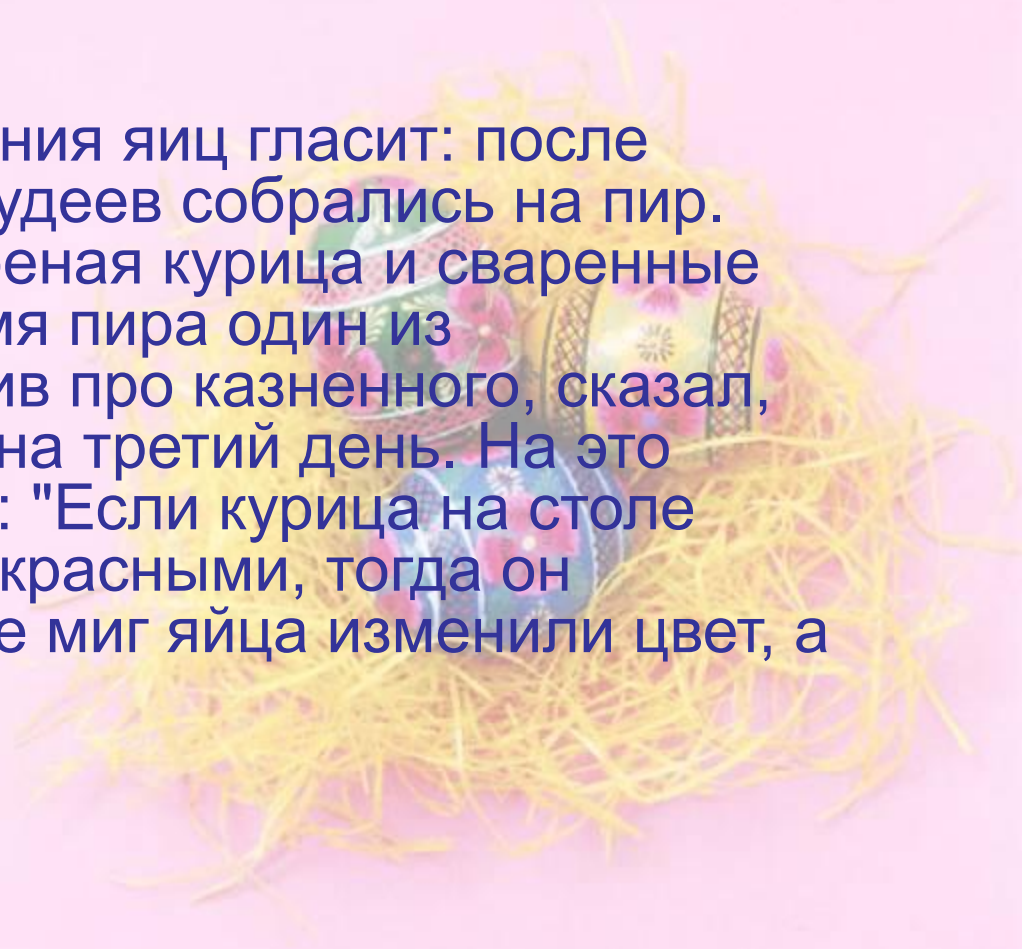 ния яиц гласит: после
удеев собрались на пир.
еная курица и сваренные
мя пира один из
ив про казненного, сказал,
на третий день. На это
: "Если курица на столе
красными, тогда он
е миг яйца изменили цвет, а